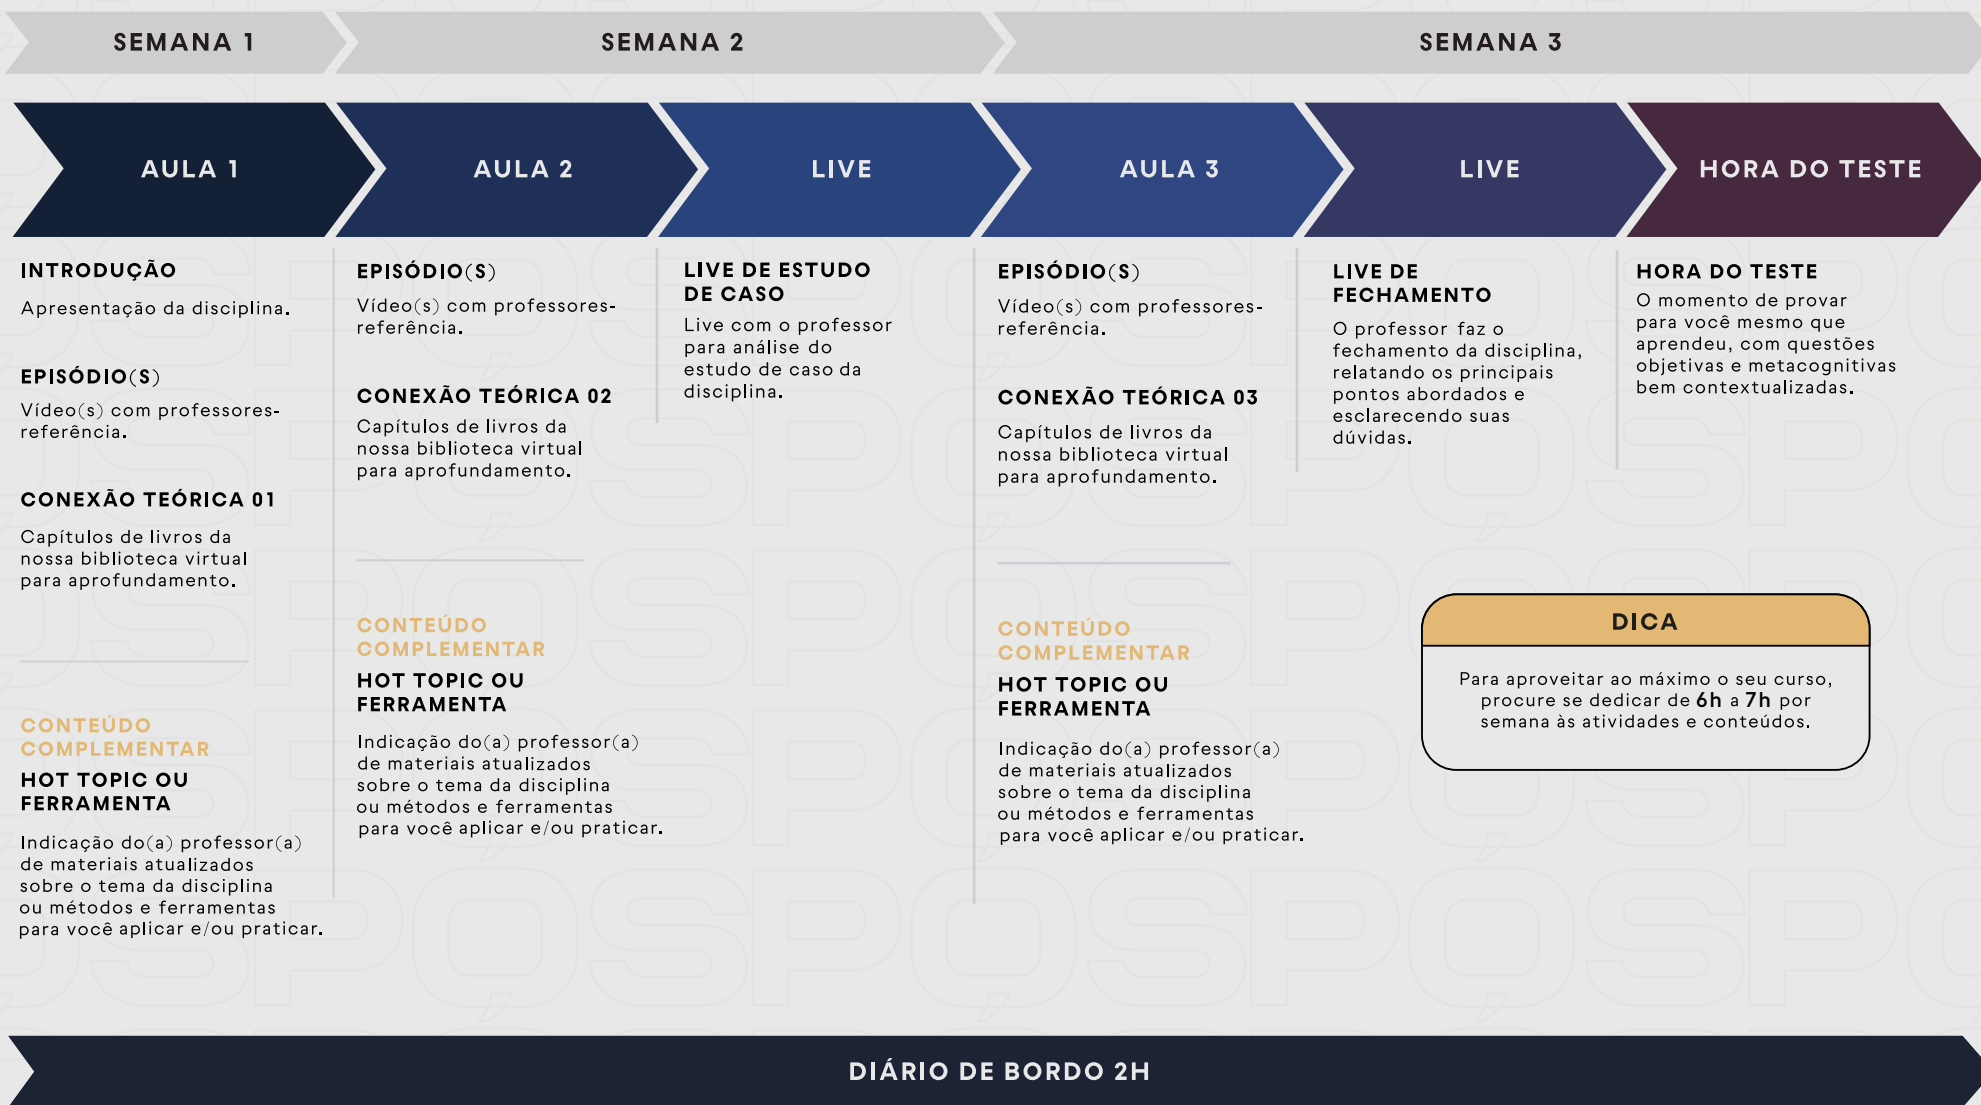 SEMANA 1
SEMANA 2
SEMANA 3
AULA 1
AULA 2
LIVE
AULA 3
LIVE
HORA DO TESTE
INTRODUÇÃO
Apresentação da disciplina.
EPISÓDIO(S)
Vídeo(s) com professores-
referência.
CONEXÃO TEÓRICA 01
Capítulos de livros da
nossa biblioteca virtual
para aprofundamento.
CONTEÚDO
COMPLEMENTAR
HOT TOPIC OU
FERRAMENTA
Indicação do(a) professor(a)
de materiais atualizados
sobre o tema da disciplina
ou métodos e ferramentas
para você aplicar e/ou praticar.
EPISÓDIO(S)
Vídeo(s) com professores-
referência.
CONEXÃO TEÓRICA 02
Capítulos de livros da
nossa biblioteca virtual
para aprofundamento.
CONTEÚDO
COMPLEMENTAR
HOT TOPIC OU
FERRAMENTA
Indicação do(a) professor(a)
de materiais atualizados
sobre o tema da disciplina
ou métodos e ferramentas
para você aplicar e/ou praticar.
LIVE DE ESTUDO
DE CASO
Live com o professor
para análise do
estudo de caso da
disciplina.
EPISÓDIO(S)
Vídeo(s) com professores-
referência.
CONEXÃO TEÓRICA 03
Capítulos de livros da
nossa biblioteca virtual
para aprofundamento.
CONTEÚDO
COMPLEMENTAR
HOT TOPIC OU
FERRAMENTA
Indicação do(a) professor(a)
de materiais atualizados
sobre o tema da disciplina
ou métodos e ferramentas
para você aplicar e/ou praticar.
LIVE DE
FECHAMENTO
O professor faz o
fechamento da disciplina,
relatando os principais
pontos abordados e
esclarecendo suas
dúvidas.
HORA DO TESTE
O momento de provar
para você mesmo que
aprendeu, com questões
objetivas e metacognitivas
bem contextualizadas.
DICA
Para aproveitar ao máximo o seu curso,
procure se dedicar de 6h a 7h por
semana às atividades e conteúdos.
DIÁRIO DE BORDO 2H